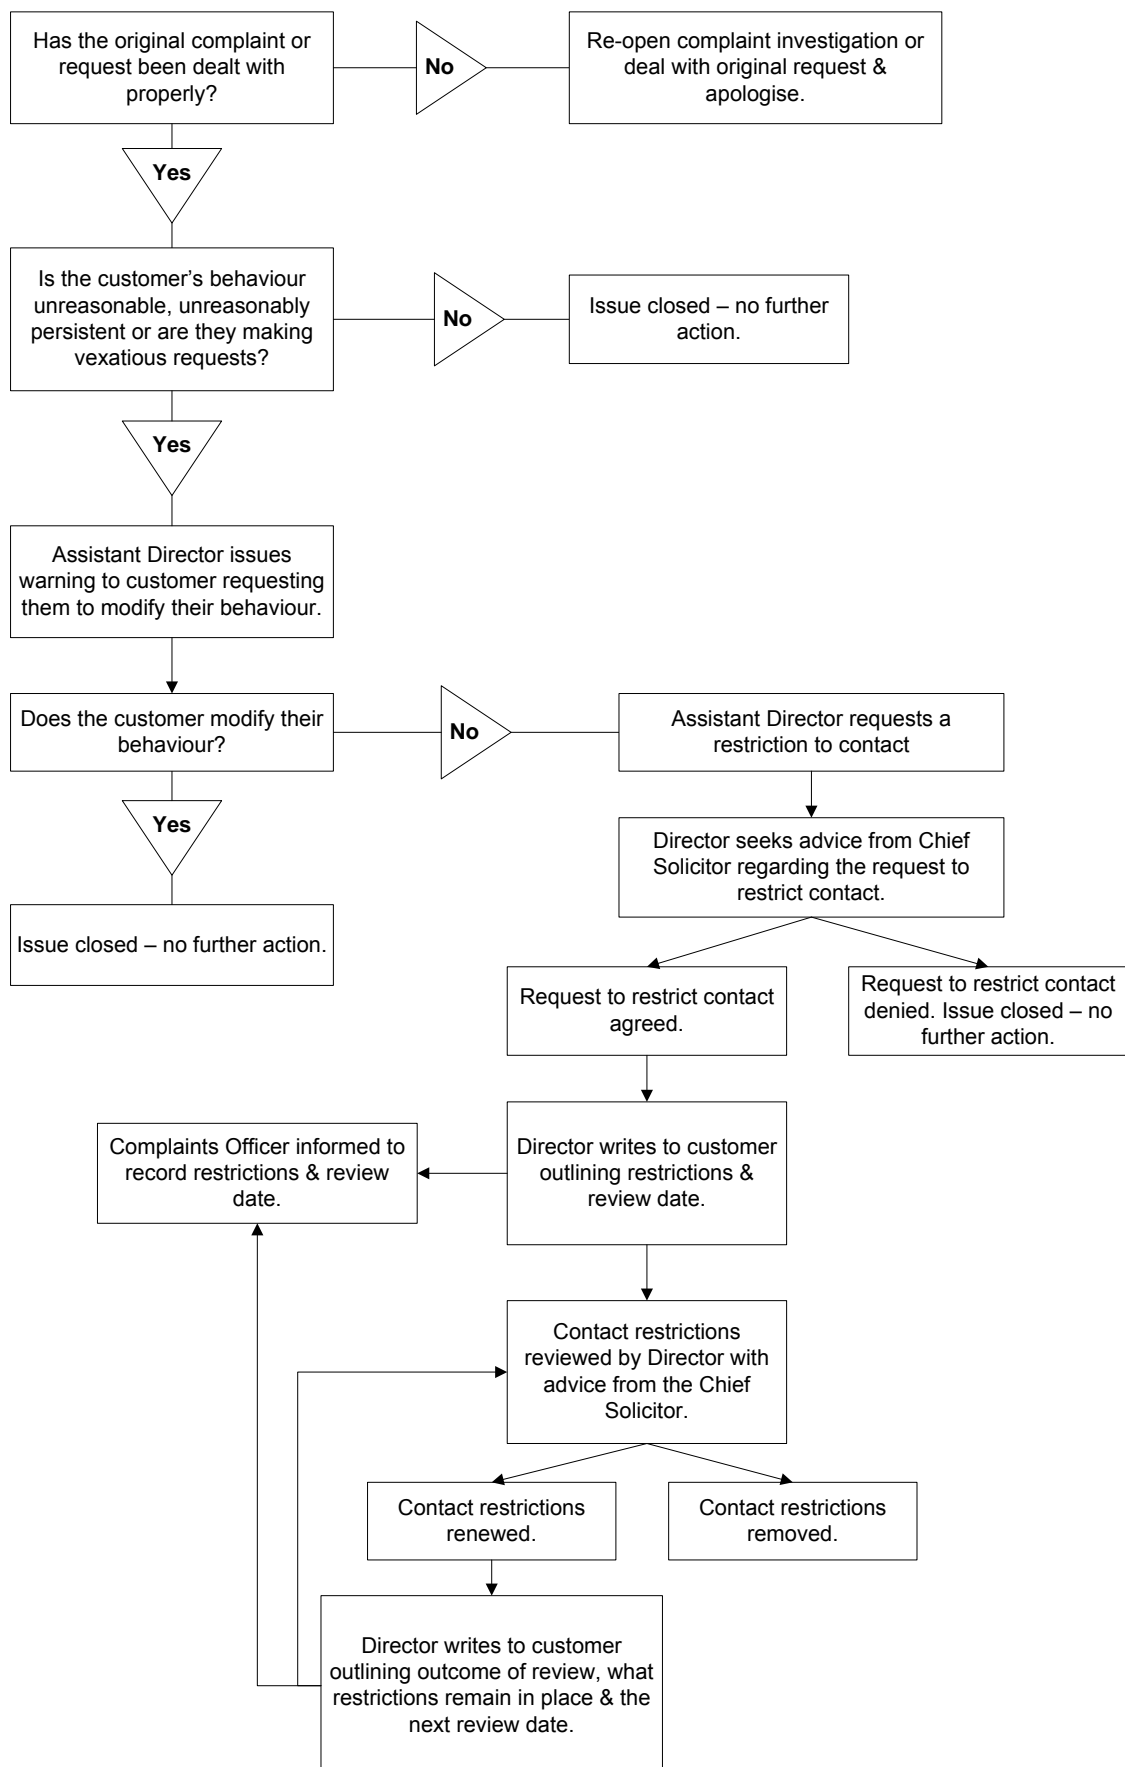 Has the original complaint or
request been dealt with
properly?
No
Re-open complaint investigation or
deal with original request &
apologise.
Yes
Is the customer’s behaviour
unreasonable, unreasonably
persistent or are they making
vexatious requests?
No
Issue closed – no further
action.
Yes
Assistant Director issues
warning to customer requesting
them to modify their behaviour.
Does the customer modify their
behaviour?
No
Assistant Director requests a
restriction to contact
Yes
Issue closed – no further action.
Director seeks advice from Chief
Solicitor regarding the request to
restrict contact.
Request to restrict contact
agreed.
Request to restrict contact
denied. Issue closed – no
further action.
Complaints Officer informed to
record restrictions & review
date.
Director writes to customer
outlining restrictions &
review date.
Contact restrictions
reviewed by Director with
advice from the Chief
Solicitor.
Contact restrictions
renewed.
Contact restrictions
removed.
Director writes to customer
outlining outcome of review, what
restrictions remain in place & the
next review date.